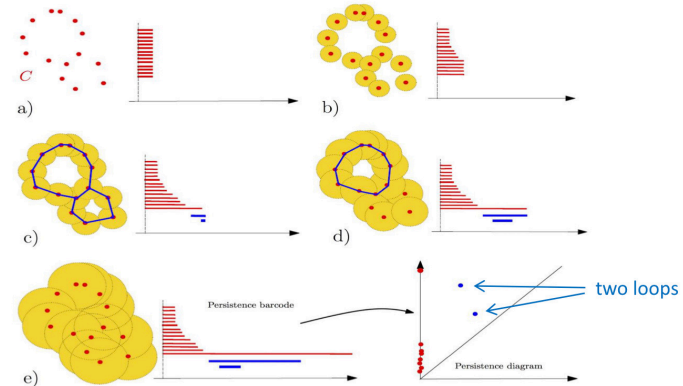 C
a)
b)
c)
d)
e)
Persistence barcode
two loops
Persistence diagram